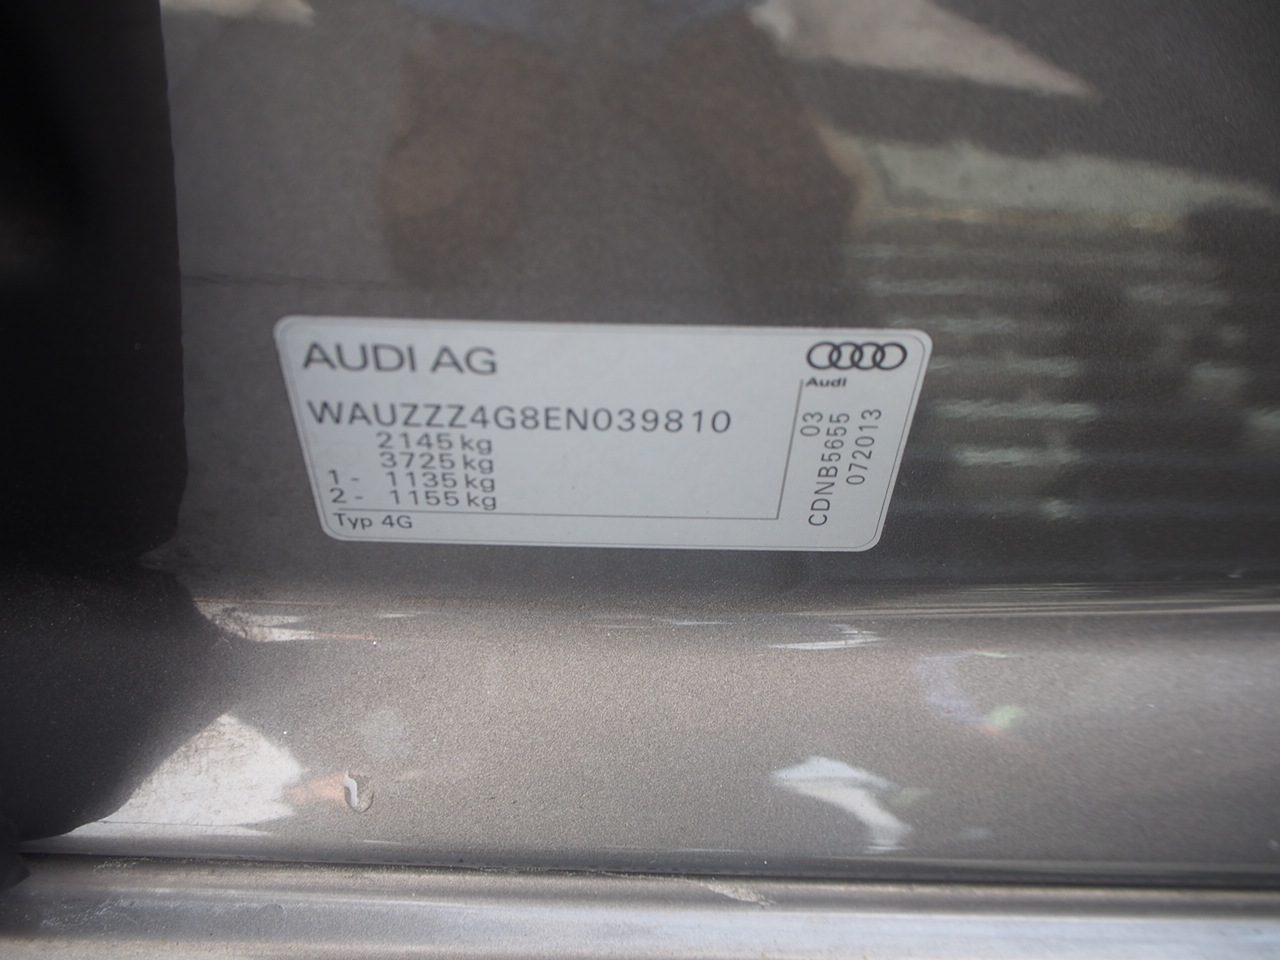 AUDI AG
Audi
WAUZZZ4G8EN039810
2145 kg
3725 kg
1- 1135 kg
2- 1155 kg
Typ 4G
03
CDNB5655
072013